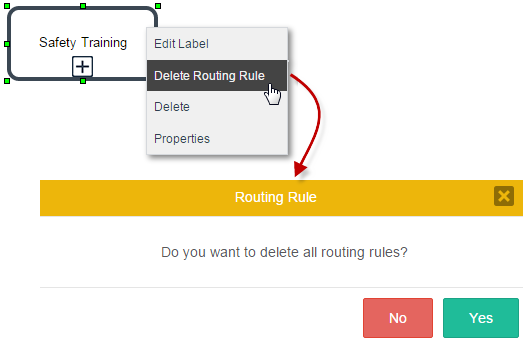 Safety Training
Edit Label
Delete Routing Rule
Delete
Properties
Routing Rule
Do you want to delete all routing rules?
No
Yes